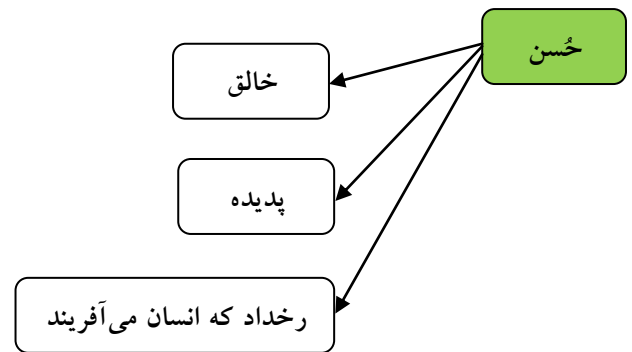 حُسن
خالق
پدیده
رخداد که انسان می‌آفریند